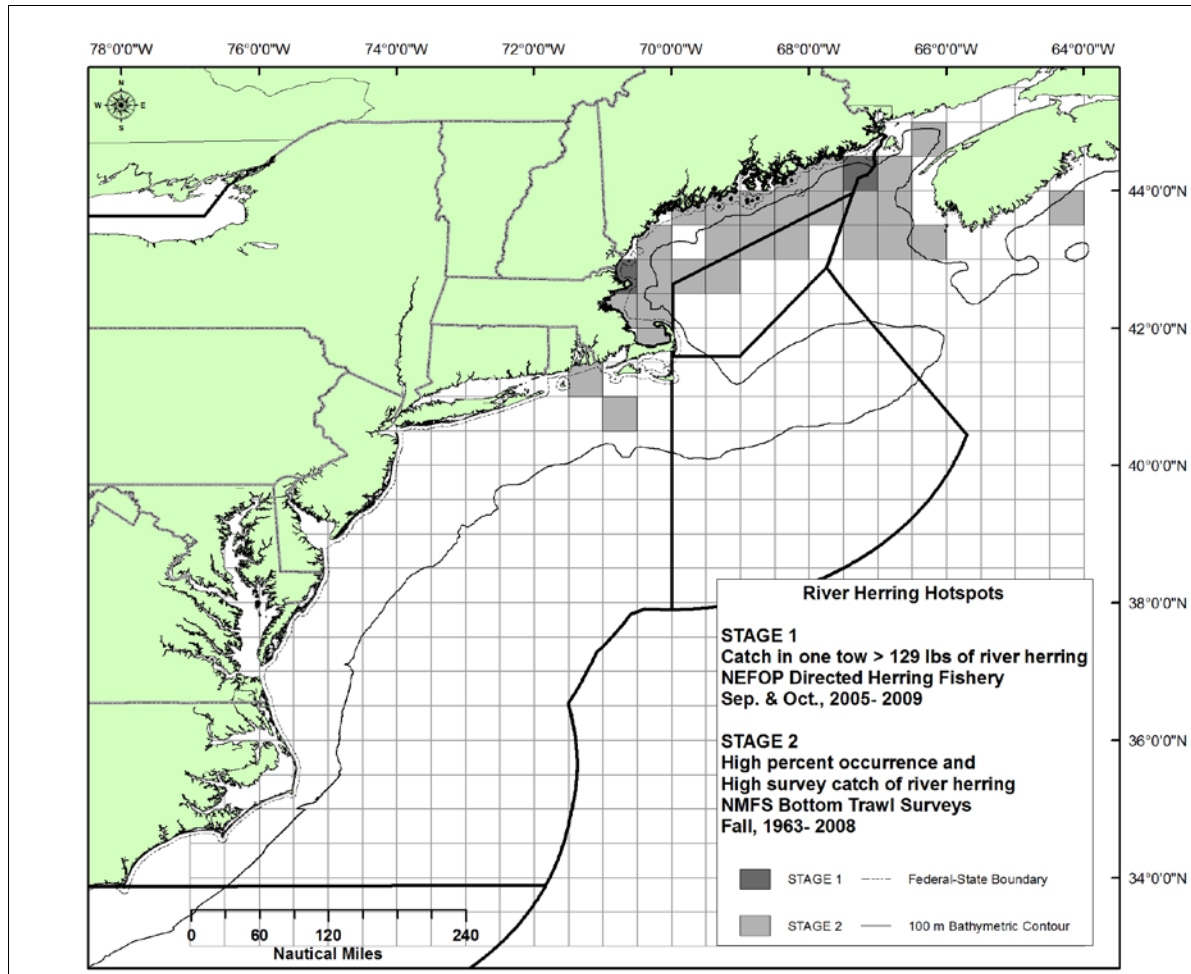 78°0'0"W 76°0'0"W 74°0'0"W 72°0'0"W 70°0'0"W 68°0'0"W 66°0'0"W 64°0'0"W
N
W E
S
44°0'0"N
42°0'0"N
40°0'0"N
38°0'0"N
36°0'0"N
34°0'0"N
River Herring Hotspots
STAGE 1
Catch in one tow > 129 lbs of river herring
NEFOP Directed Herring Fishery
Sep. & Oct., 2005- 2009
STAGE 2
High percent occurrence and
High survey catch of river herring
NMFS Bottom Trawl Surveys
Fall, 1963- 2008
STAGE 1 Federal-State Boundary
STAGE 2 100 m Bathymetric Contour
0 60 120 240
Nautical Miles